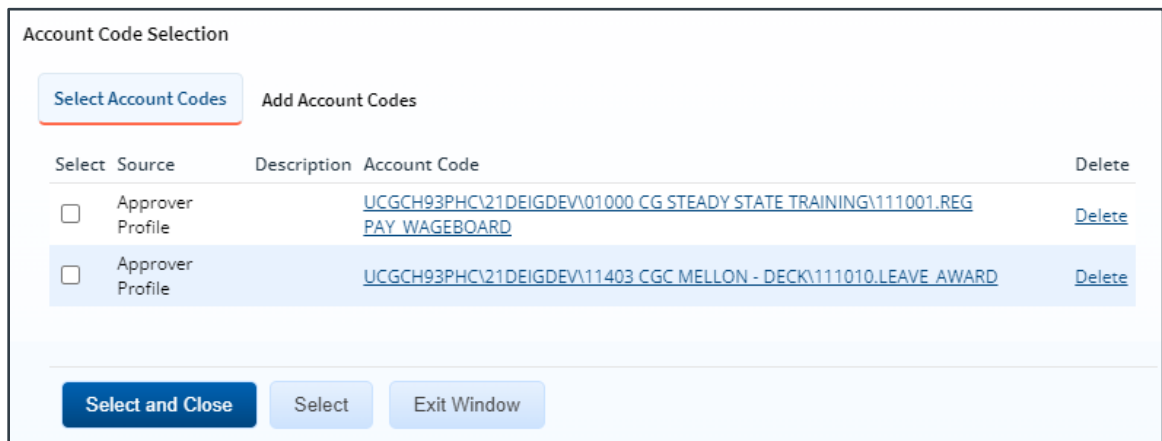 Account Code Selection
Select Account Codes Add Account Codes
Select Source Description Account Code Delete
Approver Profile UCGCH93PHC\21DEIGDEV\01000 CG STEADY STATE TRAINING\111001.REG PAY_WAGEBOARD Delete
Approver Profile UCGCH93PHC\21DEIGDEV\11403 CGC MELLON - DECK\111010.LEAVE_AWARD Delete
Select and Close Select Exit Window